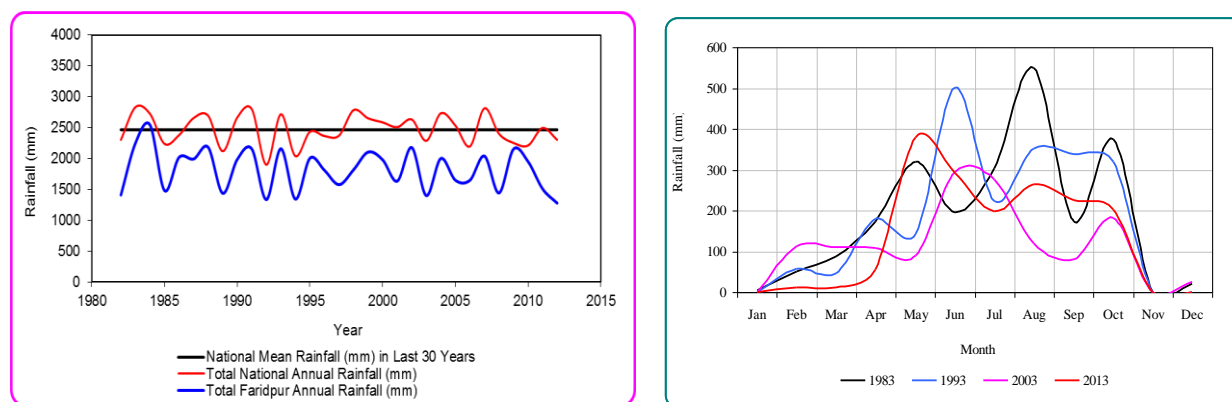 4000
3500
3000
2500
2000
1500
1000
500
0
Rainfall (mm)
1980 1985 1990 1995 2000 2005 2010 2015
Year
National Mean Rainfall (mm) in Last 30 Years
Total National Annual Rainfall (mm)
Total Faridpur Annual Rainfall (mm)
600
500
400
300
200
100
0
Rainfall (mm)
Jan Feb Mar Apr May Jun Jul Aug Sep Oct Nov Dec
Month
1983 1993 2003 2013